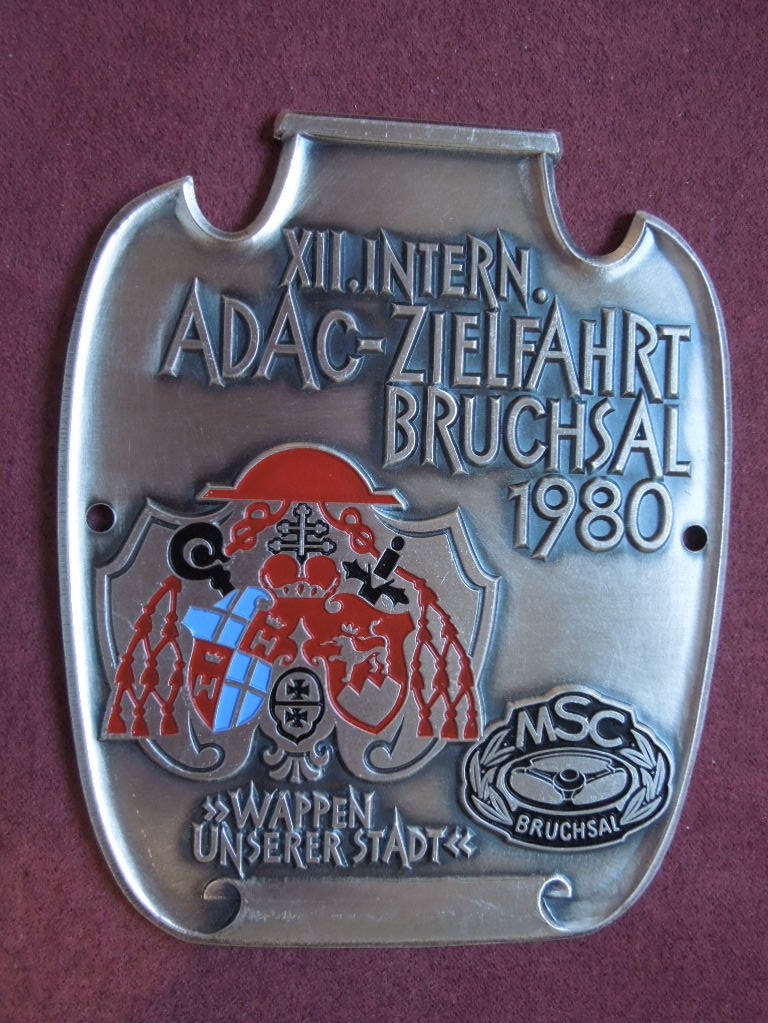 XII. INTERN.
ADAC-ZIELFAHRT
BRUCHSAL
1980
»WAPPEN
UNSERER STADT«
MSC
BRUCHSAL